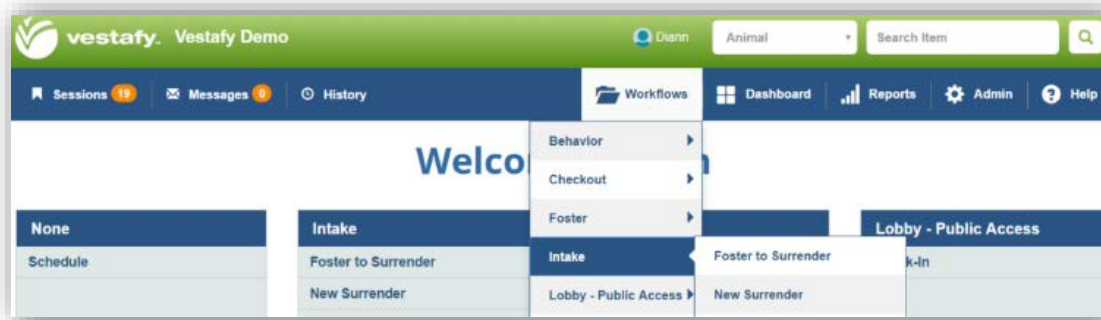 vestafy. Vestafy Demo Diann Animal Search Item
Sessions 19 Messages 0 History Workflows Dashboard Reports Admin Help
Welco
Behavior
Checkout
Foster
Intake
Lobby - Public Access
Foster to Surrender
New Surrender
None
Schedule
Intake
Foster to Surrender
New Surrender
Lobby - Public Access
k-In